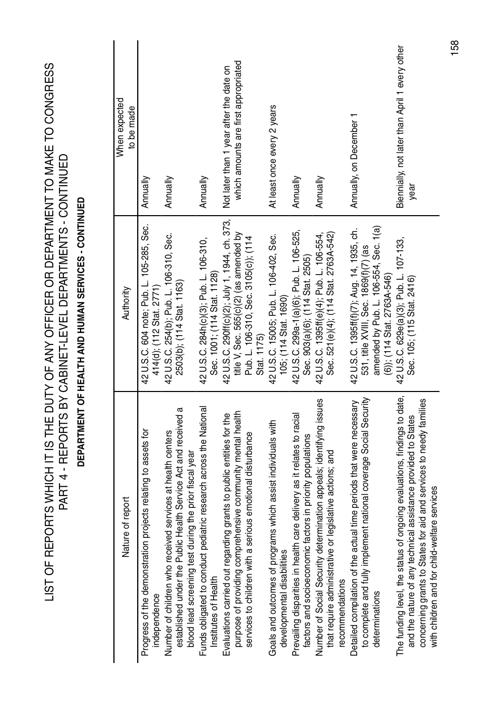 LIST OF REPORTS WHICH IT IS THE DUTY OF ANY OFFICER OR DEPARTMENT TO MAKE TO CONGRESS
PART 4 - REPORTS BY CABINET-LEVEL DEPARTMENTS - CONTINUED
DEPARTMENT OF HEALTH AND HUMAN SERVICES - CONTINUED
Nature of report
Authority
When expected
to be made
Progress of the demonstration projects relating to assets for
independence
42 U.S.C. 604 note; Pub. L. 105-285, Sec.
414(d); (112 Stat. 2771)
Annually
Number of children who received services at health centers
established under the Public Health Service Act and received a
blood lead screening test during the prior fiscal year
42 U.S.C. 254(b); Pub. L.106-310, Sec.
2503(b); (114 Stat. 1163)
Annually
Funds obligated to conduct pediatric research across the National
Institutes of Health
42 U.S.C. 284h(c)(3); Pub. L. 106-310,
Sec. 1001; (114 Stat. 1128)
Annually
Evaluations carried out regarding grants to public entities for the
purpose of providing comprehensive community mental health
services to children with a serious emotional disturbance
42 U.S.C. 290ff(c)(2); July 1, 1944, ch. 373,
title V, Sec. 565(c)(2) (as amended by
Pub. L. 106-310, Sec. 3105(c)); (114
Stat. 1175)
Not later than 1 year after the date on
which amounts are first appropriated
Goals and outcomes of programs which assist individuals with
developmental disabilities
42 U.S.C. 15005; Pub. L. 106-402, Sec.
105; (114 Stat. 1690)
At least once every 2 years
Prevailing disparities in health care delivery as it relates to racial
factors and socioeconomic factors in priority populations
42 U.S.C. 299a-1(a)(6); Pub. L. 106-525,
Sec. 903(a)(6); (114 Stat. 2505)
Annually
Number of Social Security determination appeals; identifying issues
that require administrative or legislative actions; and
recommendations
42 U.S.C. 1395ff(e)(4); Pub. L. 106-554,
Sec. 521(e)(4); (114 Stat. 2763A-542)
Annually
Detailed compilation of the actual time periods that were necessary
to complete and fully implement national coverage Social Security
determinations
42 U.S.C. 1395ff(f)(7); Aug. 14, 1935, ch.
531, title XVIII, Sec. 1869(f)(7) (as
amended by Pub. L. 106-554, Sec. 1(a)
(6)); (114 Stat. 2763A-546)
Annually, on December 1
The funding level, the status of ongoing evaluations, findings to date,
and the nature of any technical assistance provided to States
concerning grants to States for aid and services to needy families
with children and for child-welfare services
42 U.S.C. 629e(a)(3); Pub. L. 107-133,
Sec. 105; (115 Stat. 2416)
Biennially, not later than April 1 every other
year
158